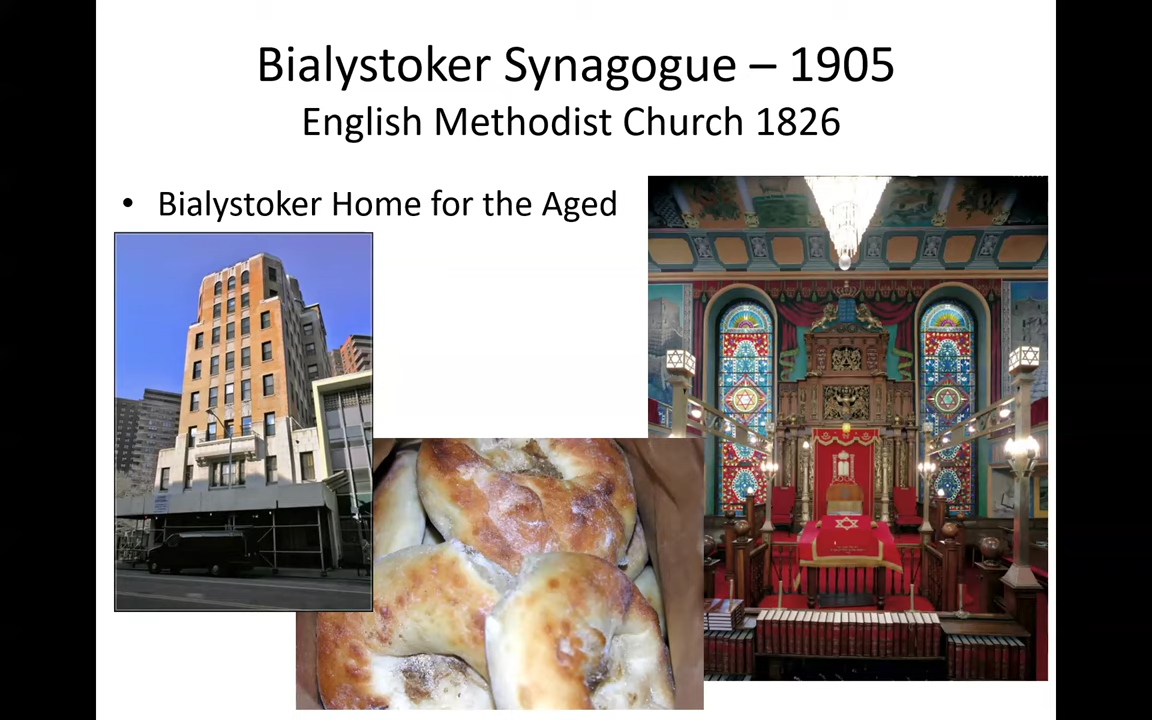 Bialystoker Synagogue – 1905
English Methodist Church 1826
• Bialystoker Home for the Aged